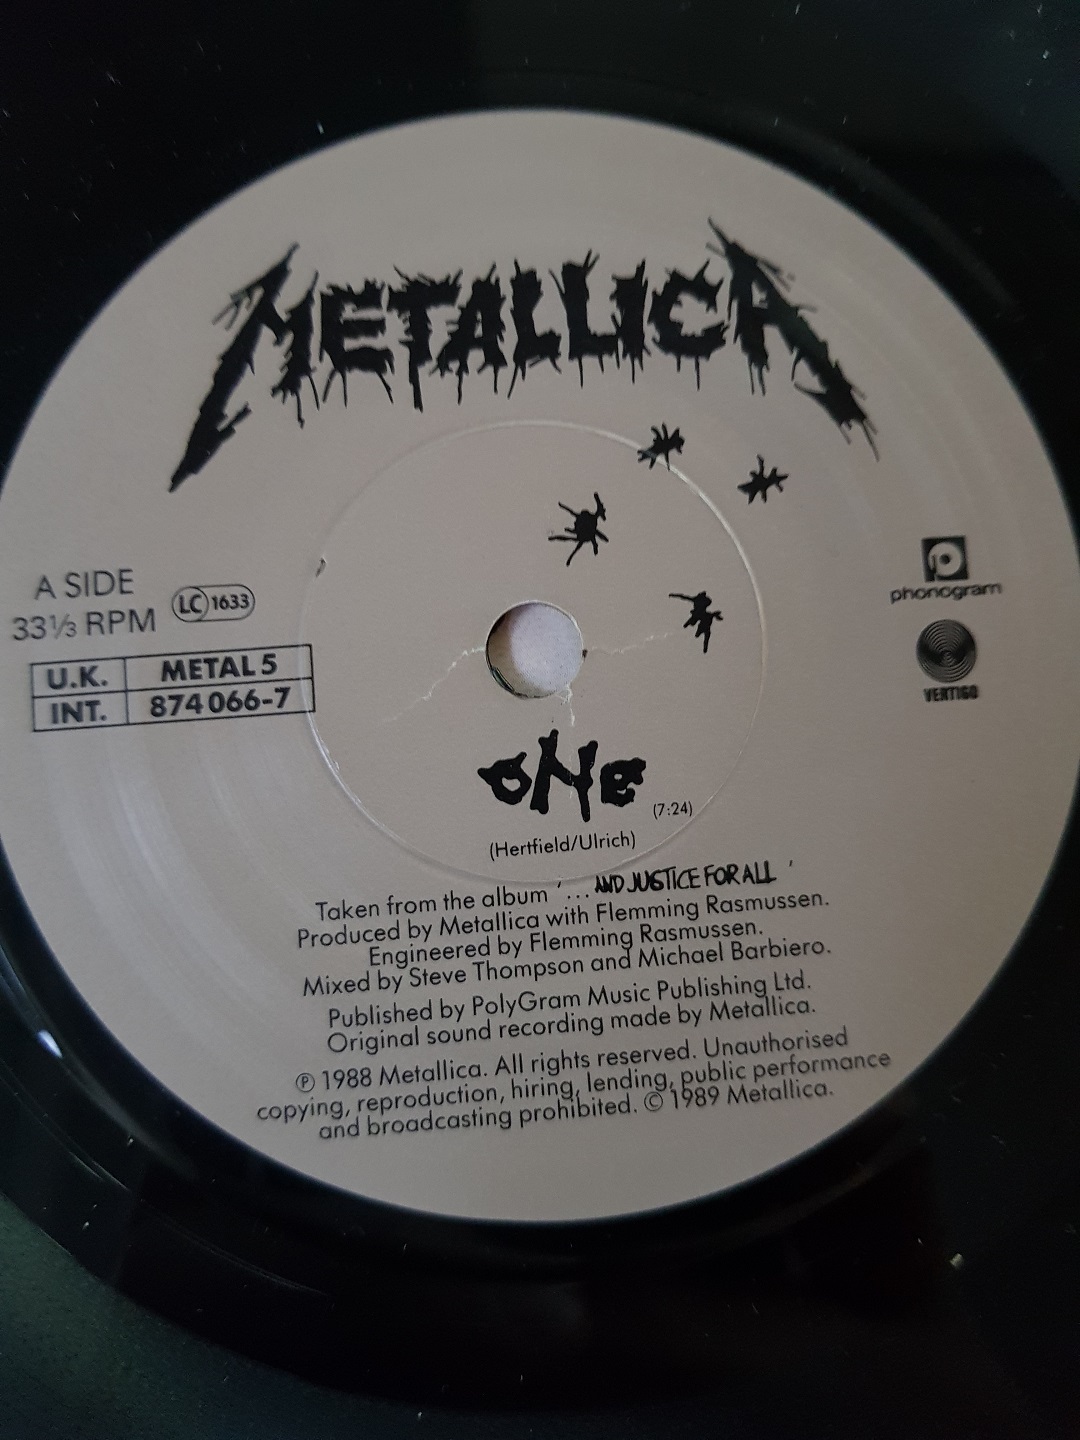 METALLICA
A SIDE
33⅓ RPM
LC 1633
U.K. METAL 5
INT. 874 066-7
phonogram
VERTIGO
ONe
(7:24)
(Hertfield/Ulrich)
Taken from the album '...AND JUSTICE FOR ALL'
Produced by Metallica with Flemming Rasmussen.
Engineered by Flemming Rasmussen.
Mixed by Steve Thompson and Michael Barbiero.
Published by PolyGram Music Publishing Ltd.
Original sound recording made by Metallica.
℗ 1988 Metallica. All rights reserved. Unauthorised
copying, reproduction, hiring, lending, public performance
and broadcasting prohibited. © 1989 Metallica.